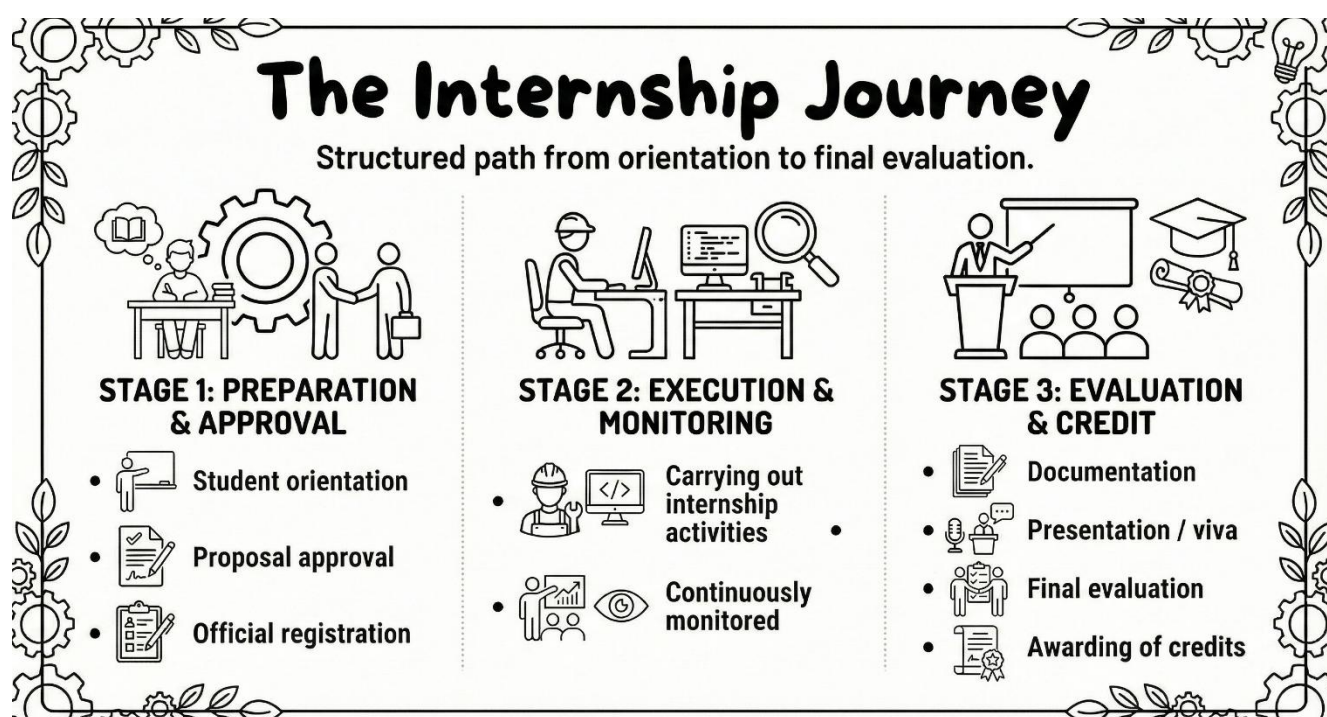 The Internship Journey
Structured path from orientation to final evaluation.
STAGE 1: PREPARATION
& APPROVAL
• Student orientation
• Proposal approval
• Official registration
STAGE 2: EXECUTION &
MONITORING
• </> Carrying out
internship
activities
•
• Continuously
monitored
STAGE 3: EVALUATION
& CREDIT
• Documentation
• Presentation / viva
• Final evaluation
• Awarding of credits